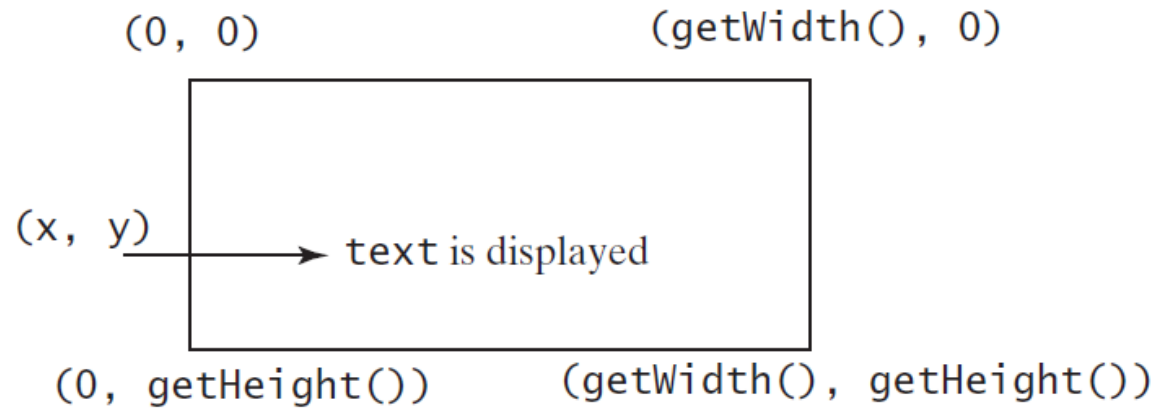 (0, 0)
(getWidth(), 0)
(x, y)
text is displayed
(0, getHeight())
(getWidth(), getHeight())